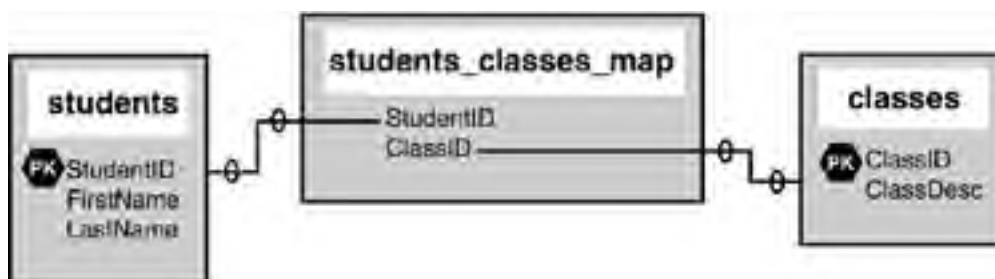 students
PK StudentID
FirstName
LastName
students_classes_map
StudentID
ClassID
classes
PK ClassID
ClassDesc